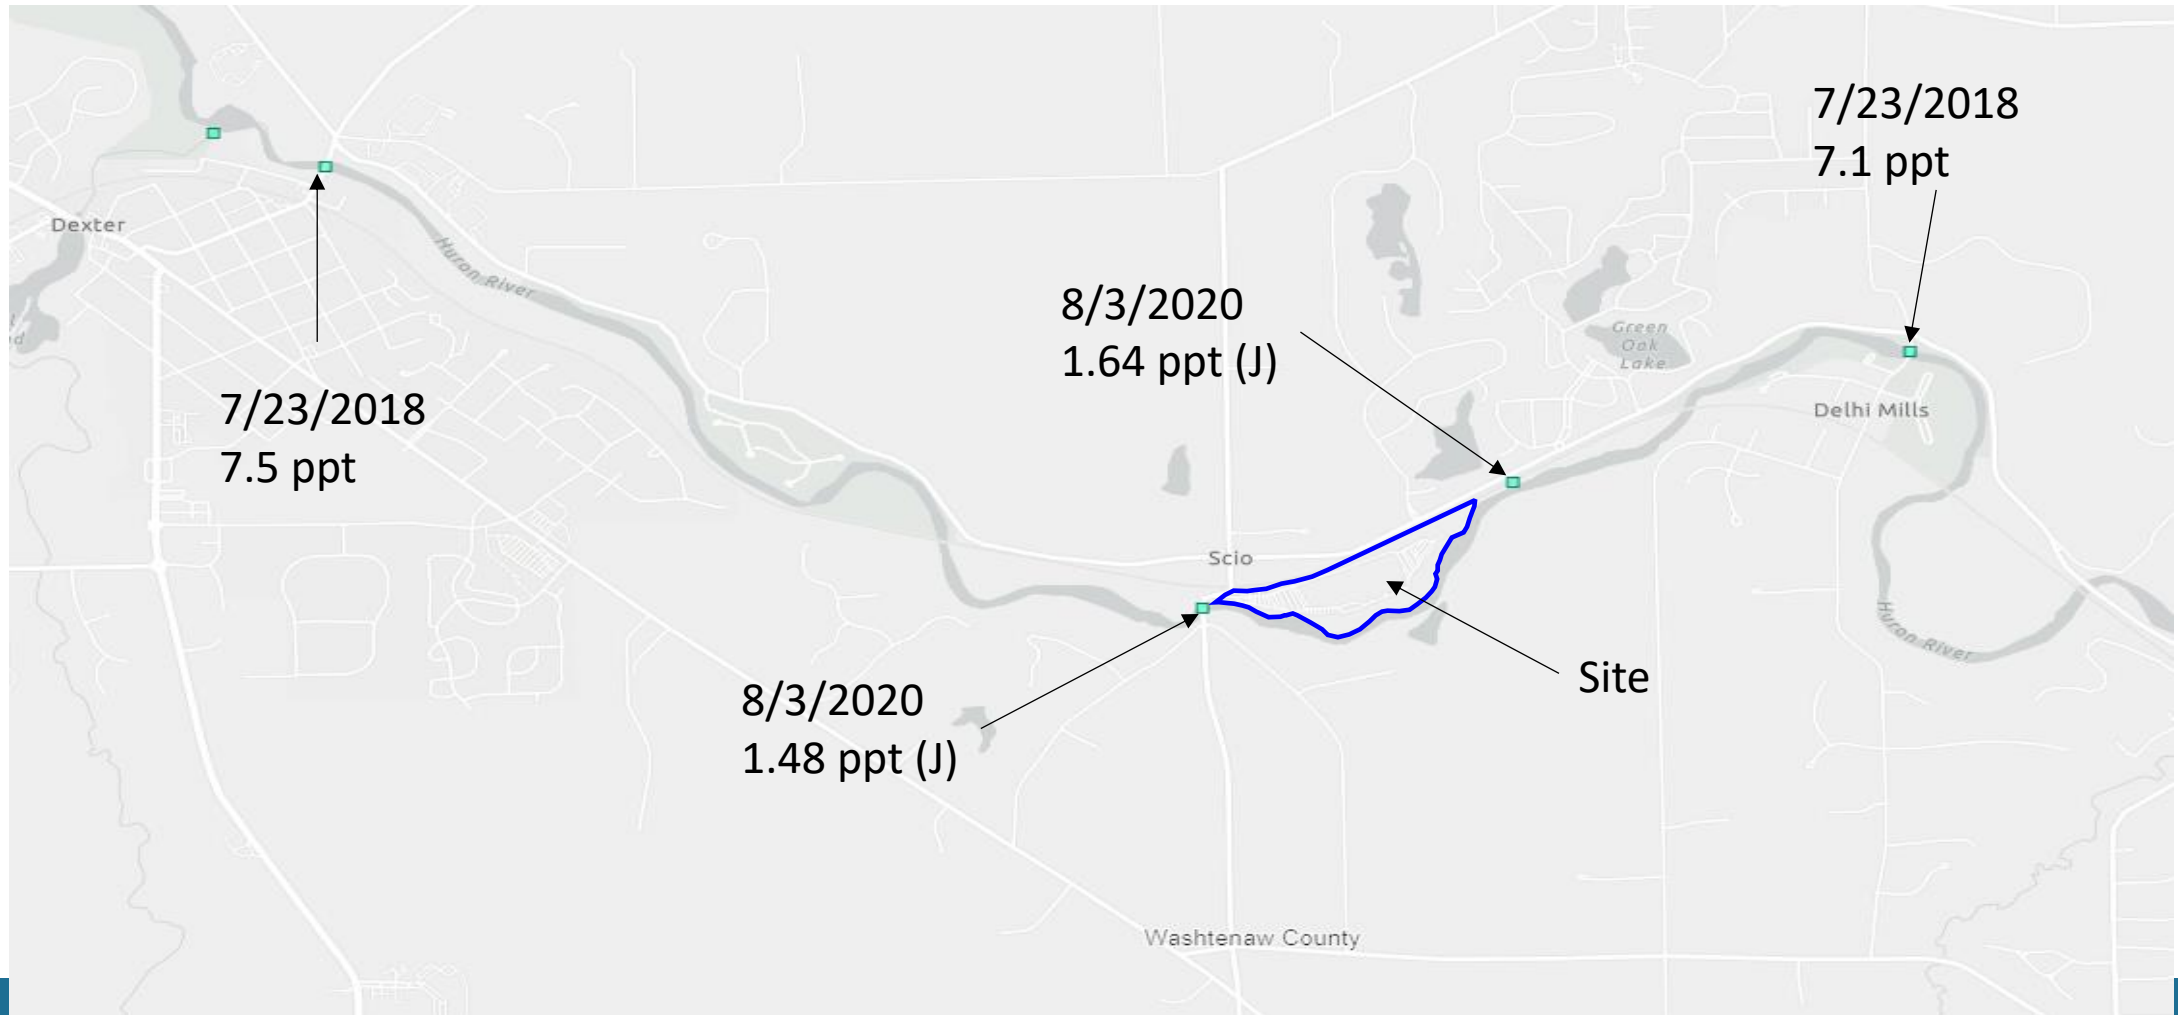 7/23/2018
7.1 ppt
Dexter
Huron River
8/3/2020
1.64 ppt (J)
Green
Oak
Lake
7/23/2018
7.5 ppt
Delhi Mills
Scio
Huron River
Site
8/3/2020
1.48 ppt (J)
Washtenaw County